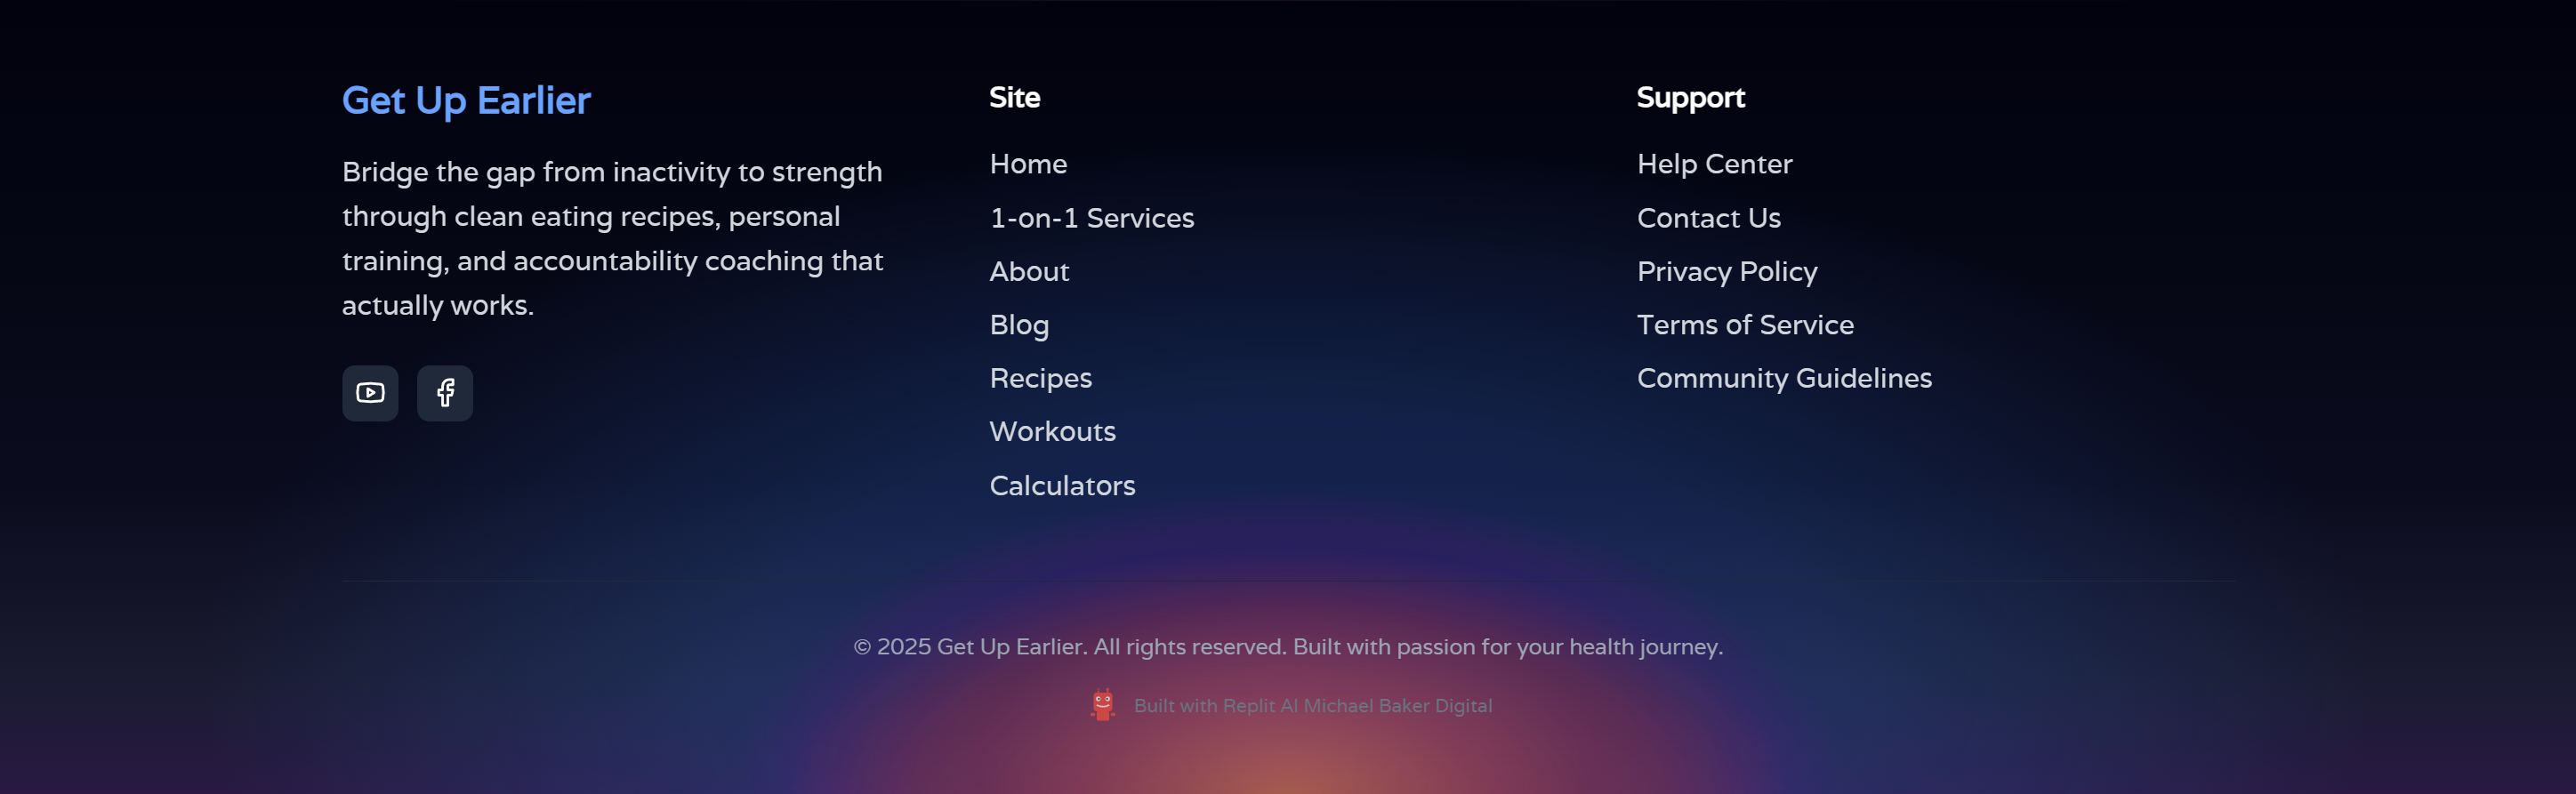 Get Up Earlier
Bridge the gap from inactivity to strength
through clean eating recipes, personal
training, and accountability coaching that
actually works.
Site
Home
1-on-1 Services
About
Blog
Recipes
Workouts
Calculators
Support
Help Center
Contact Us
Privacy Policy
Terms of Service
Community Guidelines
© 2025 Get Up Earlier. All rights reserved. Built with passion for your health journey.
Built with Replit AI Michael Baker Digital